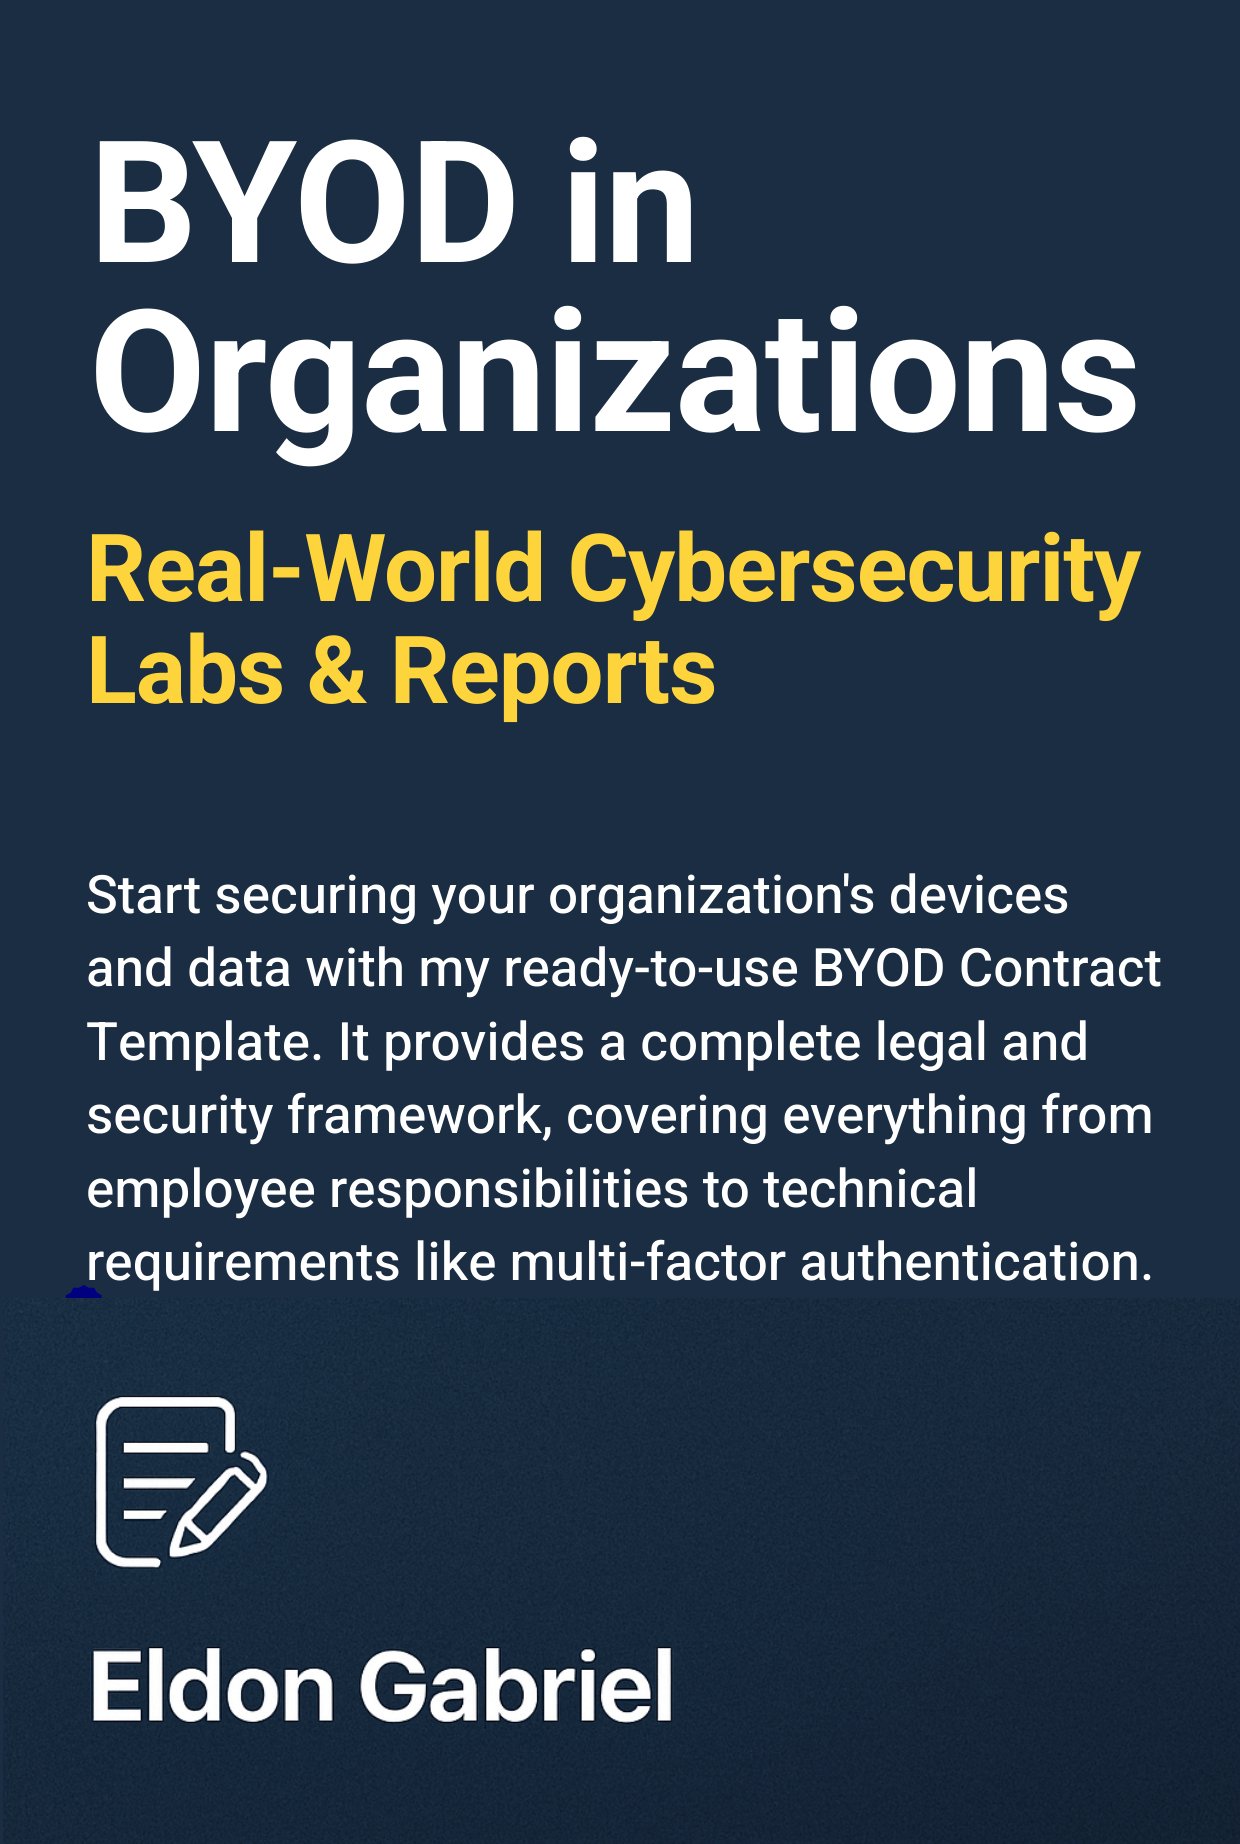 BYOD in
Organizations
Real-World Cybersecurity
Labs & Reports
Start securing your organization's devices
and data with my ready-to-use BYOD Contract
Template. It provides a complete legal and
security framework, covering everything from
employee responsibilities to technical
requirements like multi-factor authentication.
Eldon Gabriel